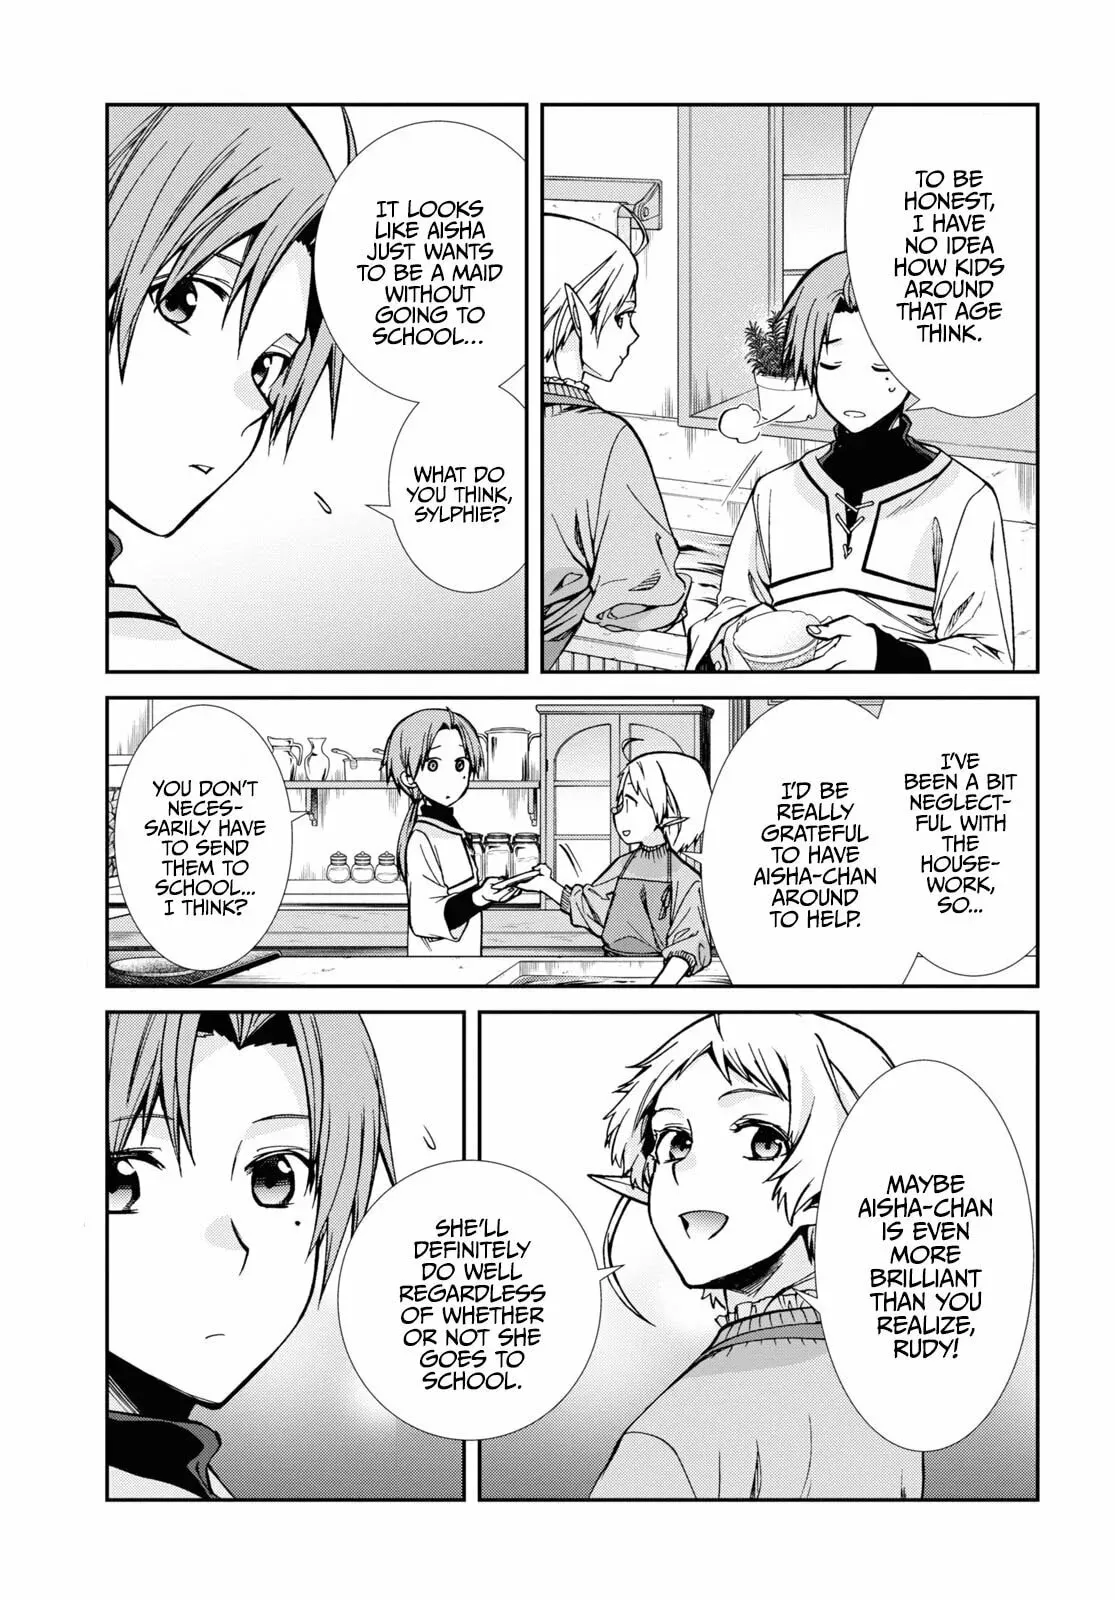 TO BE
HONEST,
I HAVE
NO IDEA
HOW KIDS
AROUND
THAT AGE
THINK.
IT LOOKS
LIKE AISHA
JUST WANTS
TO BE A MAID
WITHOUT
GOING TO
SCHOOL...
WHAT DO
YOU THINK,
SYLPHIE?
I'VE
BEEN A BIT
NEGLECT-
FUL WITH
THE
HOUSE-
WORK,
SO...
I'D BE
REALLY
GRATEFUL
TO HAVE
AISHA-CHAN
AROUND
TO HELP.
YOU DON'T
NECES-
SARILY HAVE
TO SEND
THEM TO
SCHOOL...
I THINK?
MAYBE
AISHA-CHAN
IS EVEN
MORE
BRILLIANT
THAN YOU
REALIZE,
RUDY!
SHE'LL
DEFINITELY
DO WELL
REGARDLESS
OF WHETHER
OR NOT SHE
GOES TO
SCHOOL.